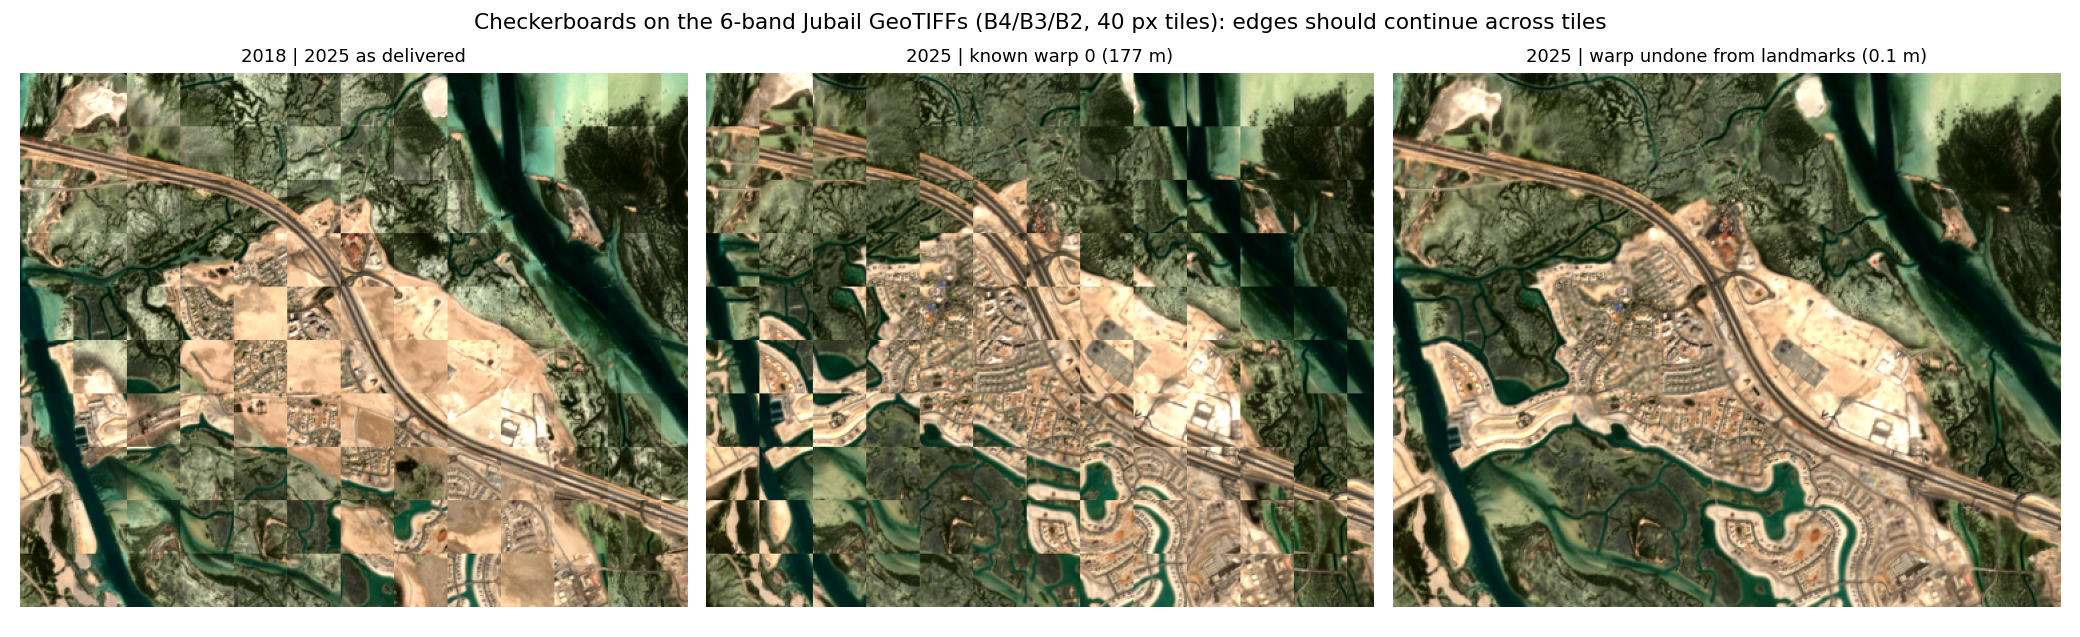 Checkerboards on the 6-band Jubail GeoTIFFs (B4/B3/B2, 40 px tiles): edges should continue across tiles
2018 | 2025 as delivered
2025 | known warp 0 (177 m)
2025 | warp undone from landmarks (0.1 m)